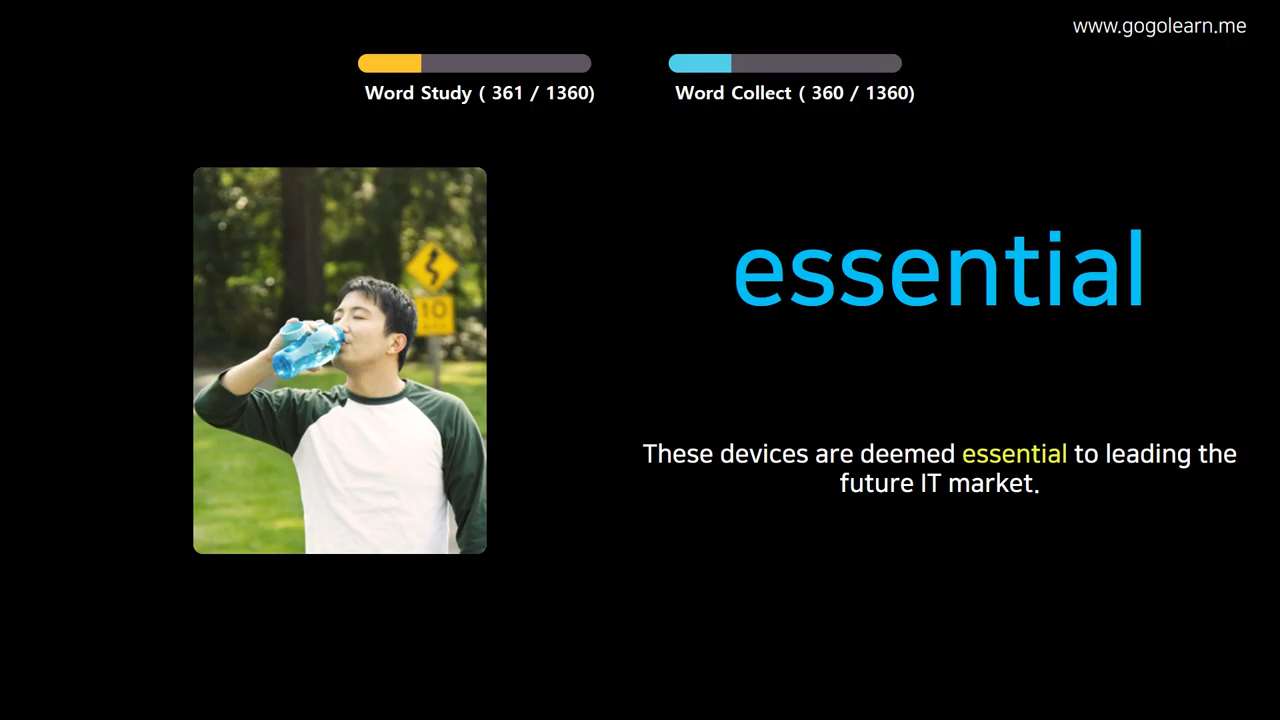 www.gogolearn.me
Word Study ( 361 / 1360)
Word Collect ( 360 / 1360)
10
essential
These devices are deemed essential to leading the
future IT market.